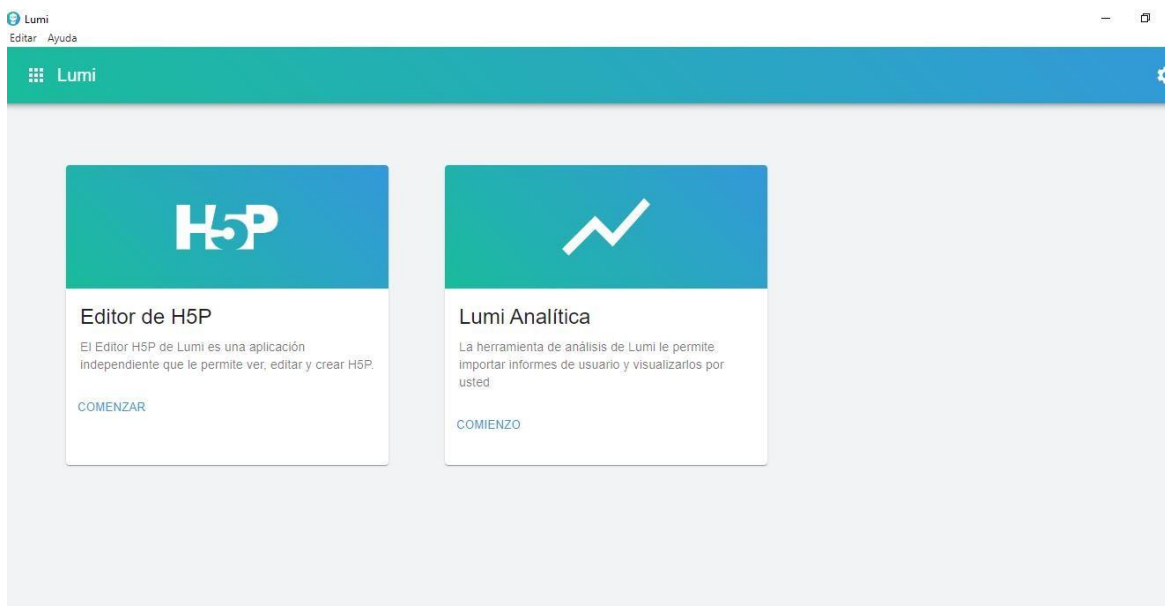 Lumi
Editar Ayuda
Lumi
H5P
Editor de H5P
El Editor H5P de Lumi es una aplicación
independiente que le permite ver, editar y crear H5P.
COMENZAR
Lumi Analítica
La herramienta de análisis de Lumi le permite
importar informes de usuario y visualizarlos por
usted
COMIENZO